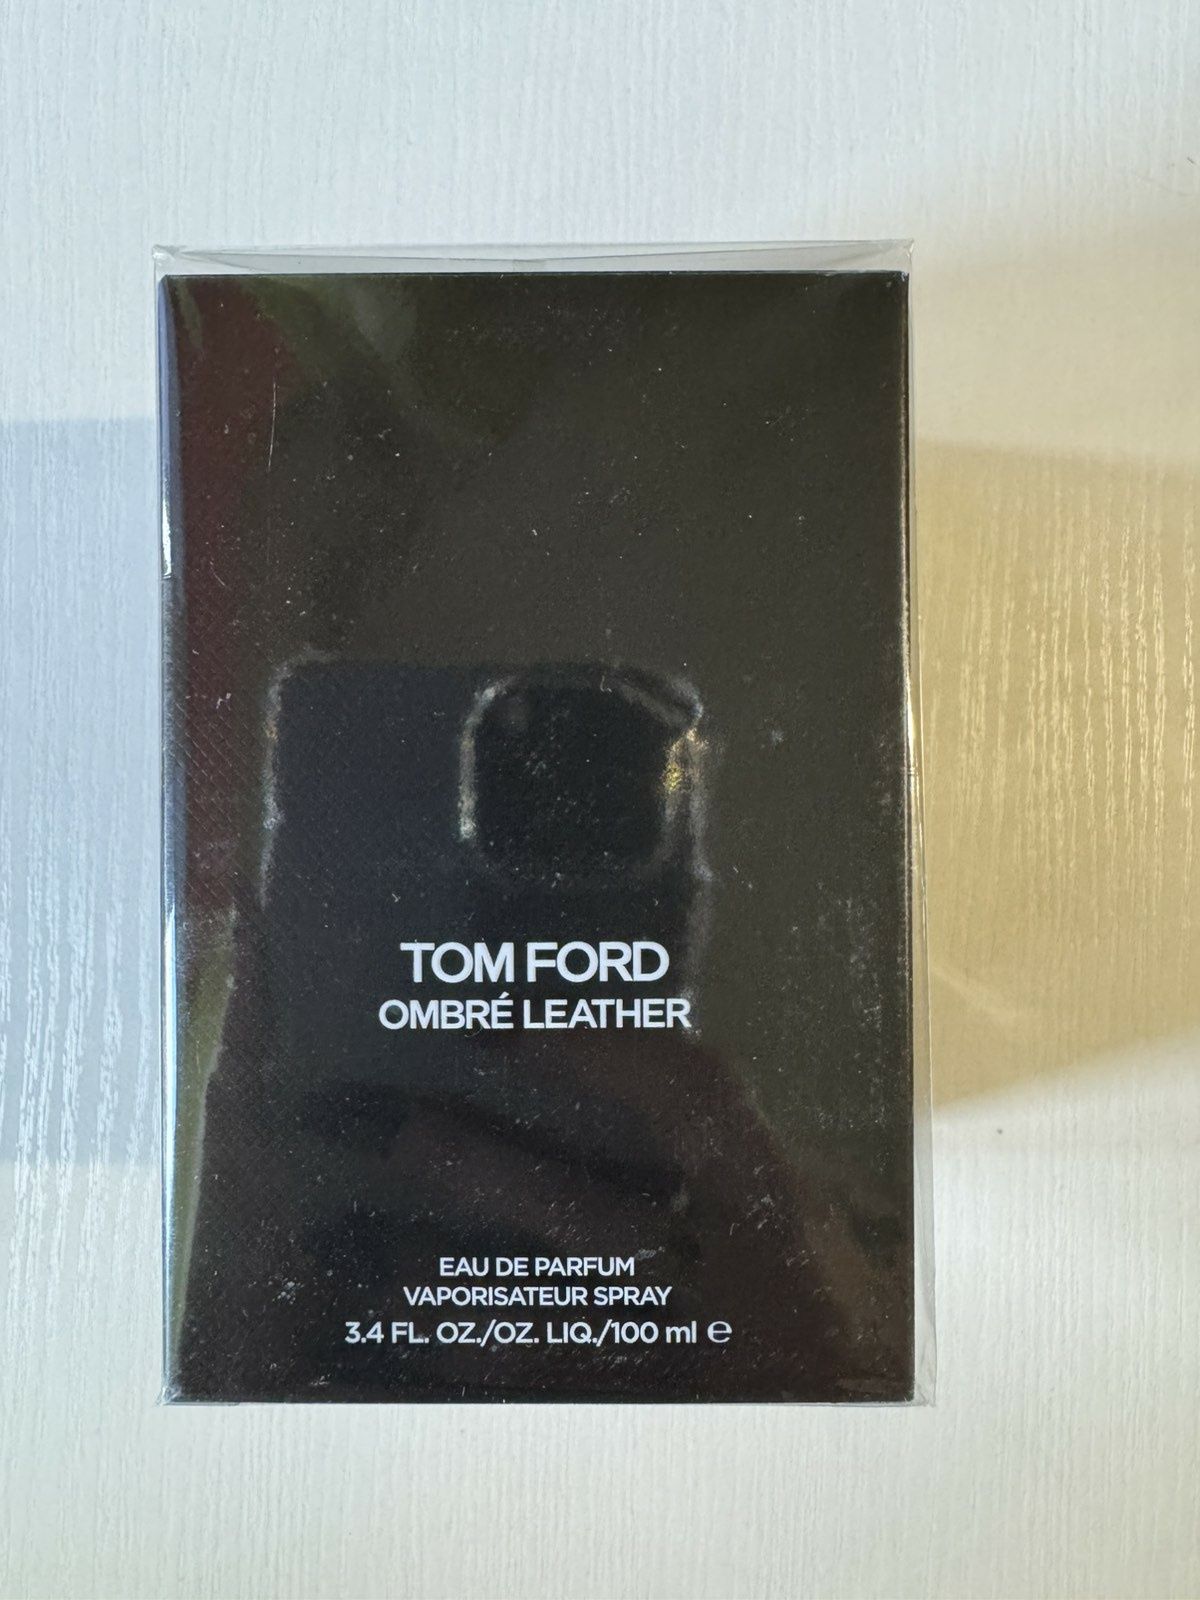 TOM FORD
OMBRÉ LEATHER
EAU DE PARFUM
VAPORISATEUR SPRAY
3.4 FL. OZ./OZ. LIQ./100 ml ℮